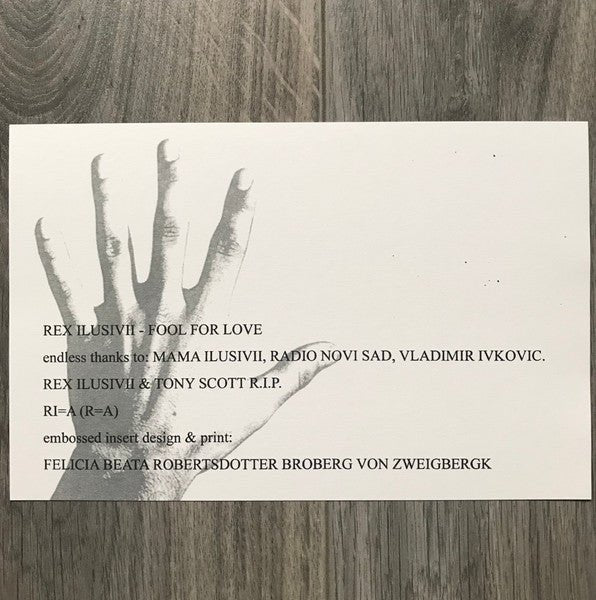 REX ILUSIVII - FOOL FOR LOVE
endless thanks to: MAMA ILUSIVII, RADIO NOVI SAD, VLADIMIR IVKOVIC.
REX ILUSIVII & TONY SCOTT R.I.P.
RI=A (R=A)
embossed insert design & print:
FELICIA BEATA ROBERTSDOTTER BROBERG VON ZWEIGBERGK